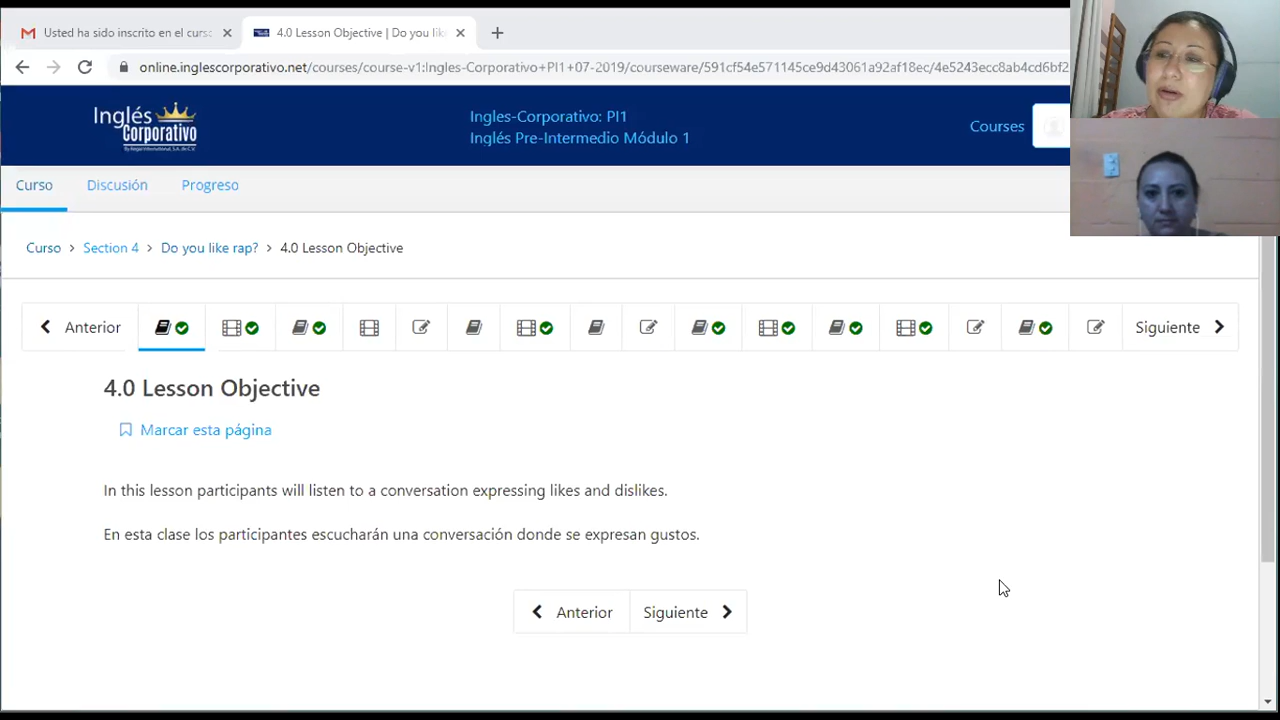 Usted ha sido inscrito en el curso
4.0 Lesson Objective | Do you lik
online.inglescorporativo.net/courses/course-v1:Ingles-Corporativo+PI1+07-2019/courseware/591cf54e571145ce9d43061a92af18ec/4e5243ecc8ab4cd6bf2
Inglés
Corporativo
Ingles-Corporativo: PI1
Inglés Pre-Intermedio Módulo 1
Courses
Curso
Discusión
Progreso
Curso > Section 4 > Do you like rap? > 4.0 Lesson Objective
Anterior
Siguiente
4.0 Lesson Objective
Marcar esta página
In this lesson participants will listen to a conversation expressing likes and dislikes.
En esta clase los participantes escucharán una conversación donde se expresan gustos.
Anterior
Siguiente